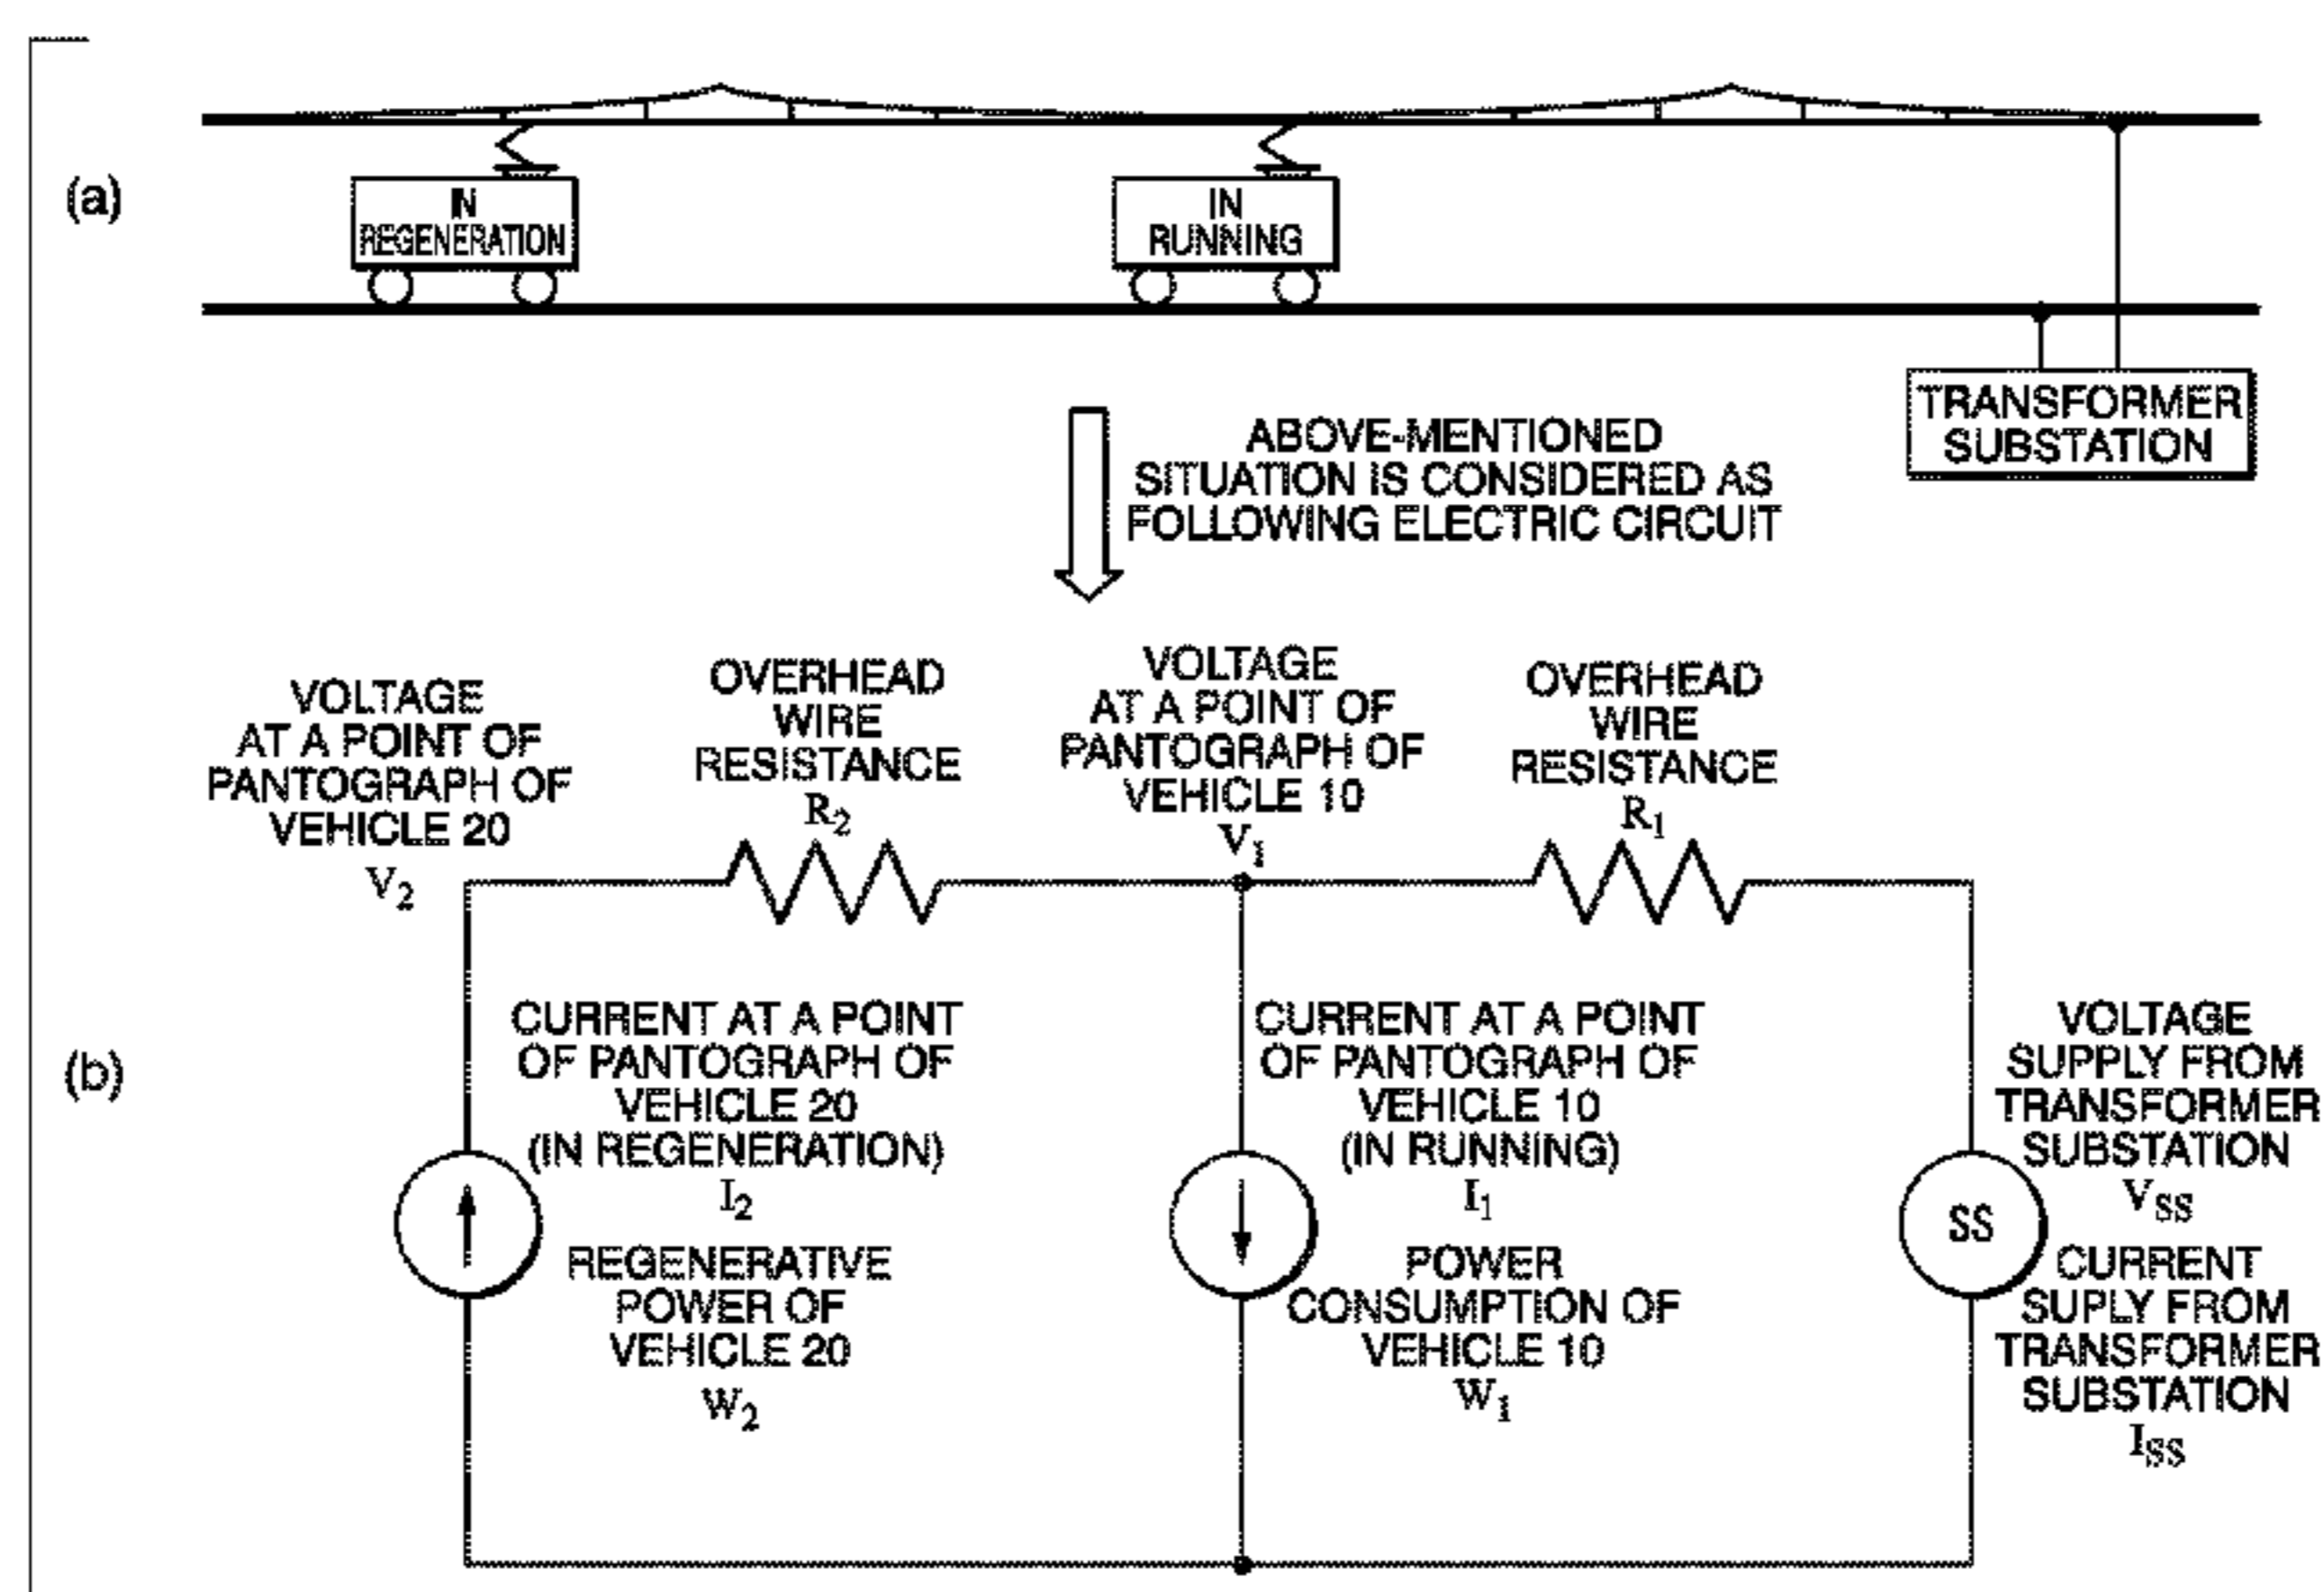 (a)
IN
REGENERATION
IN
RUNNING
TRANSFORMER
SUBSTATION
ABOVE-MENTIONED
SITUATION IS CONSIDERED AS
FOLLOWING ELECTRIC CIRCUIT
VOLTAGE
AT A POINT OF
PANTOGRAPH OF
VEHICLE 20
V2
OVERHEAD
WIRE
RESISTANCE
R2
VOLTAGE
AT A POINT OF
PANTOGRAPH OF
VEHICLE 10
V1
OVERHEAD
WIRE
RESISTANCE
R1
(b)
CURRENT AT A POINT
OF PANTOGRAPH OF
VEHICLE 20
(IN REGENERATION)
I2
REGENERATIVE
POWER OF
VEHICLE 20
W2
CURRENT AT A POINT
OF PANTOGRAPH OF
VEHICLE 10
(IN RUNNING)
I1
POWER
CONSUMPTION OF
VEHICLE 10
W1
SS
VOLTAGE
SUPPLY FROM
TRANSFORMER
SUBSTATION
VSS
CURRENT
SUPLY FROM
TRANSFORMER
SUBSTATION
ISS